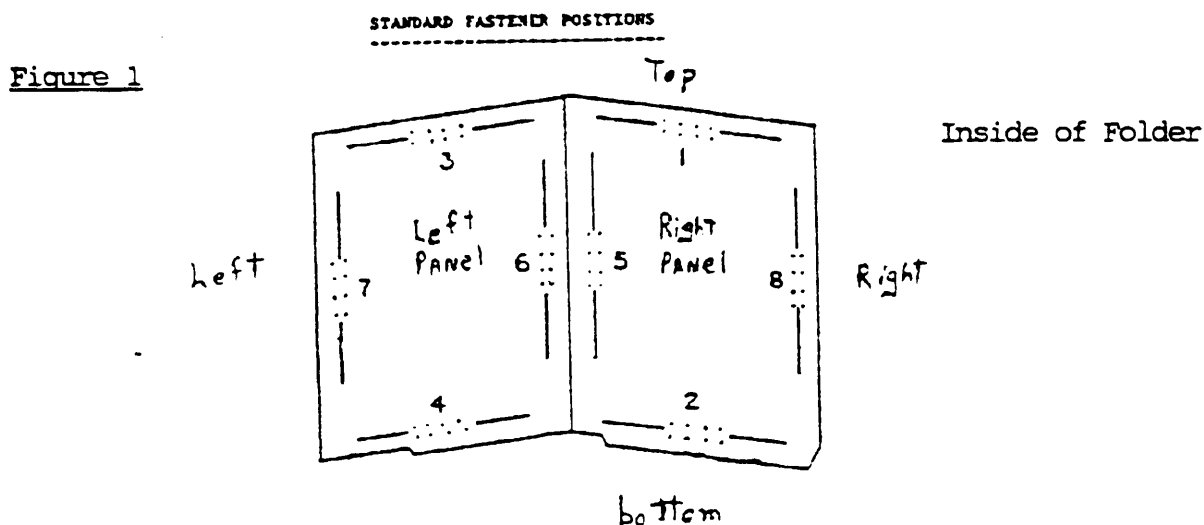 STANDARD FASTENER POSITIONS
Figure 1
Top
Inside of Folder
3
1
Left
PANEL
Right
PANEL
Left
7
6
5
8
Right
4
2
bottom